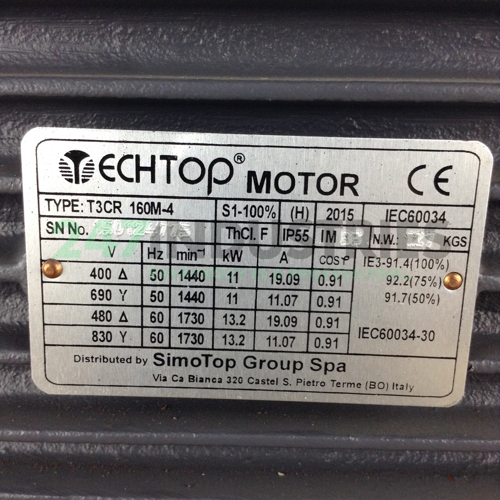 TECHTOP® MOTOR CE
TYPE: T3CR 160M-4 S1-100% (H) 2015 IEC60034
SN No. ThCl. F IP55 IM N.W.: KGS
V Hz min⁻¹ kW A COSφ IE3-91.4(100%)
400 Δ 50 1440 11 19.09 0.91 92.2(75%)
690 Y 50 1440 11 11.07 0.91 91.7(50%)
480 Δ 60 1730 13.2 19.09 0.91
830 Y 60 1730 13.2 11.07 0.91 IEC60034-30
Distributed by SimoTop Group Spa
Via Ca Bianca 320 Castel S. Pietro Terme (BO) Italy
247 INDUSTRIES